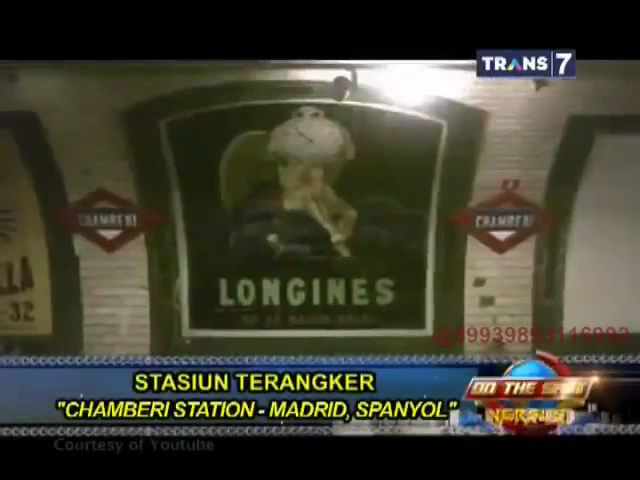 TRANS 7
CHAMBERI
CHAMBERI
LONGINES
LLA
32
STASIUN TERANGKER
"CHAMBERI STATION - MADRID, SPANYOL"
ON THE SPOT
Courtesy of Youtube